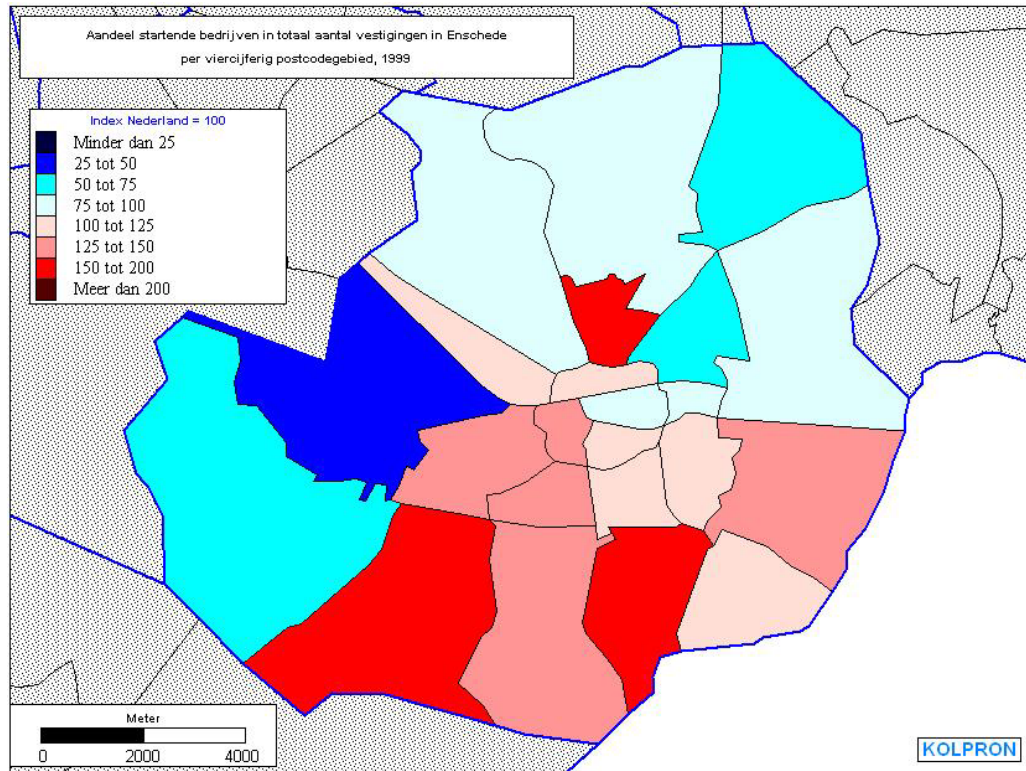 Aandeel startende bedrijven in totaal aantal vestigingen in Enschede
per viercijferig postcodegebied, 1999
Index Nederland = 100
Minder dan 25
25 tot 50
50 tot 75
75 tot 100
100 tot 125
125 tot 150
150 tot 200
Meer dan 200
Meter
0 2000 4000
KOLPRON